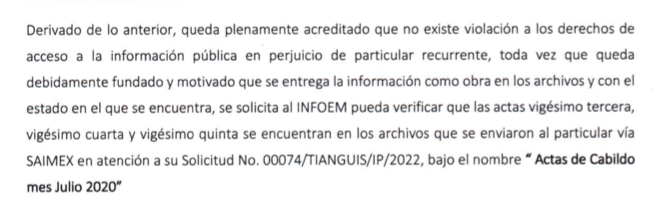 Derivado de lo anterior, queda plenamente acreditado que no existe violación a los derechos de
acceso a la información pública en perjuicio de particular recurrente, toda vez que queda
debidamente fundado y motivado que se entrega la información como obra en los archivos y con el
estado en el que se encuentra, se solicita al INFOEM pueda verificar que las actas vigésimo tercera,
vigésimo cuarta y vigésimo quinta se encuentran en los archivos que se enviaron al particular vía
SAIMEX en atención a su Solicitud No. 00074/TIANGUIS/IP/2022, bajo el nombre “ Actas de Cabildo
mes Julio 2020”